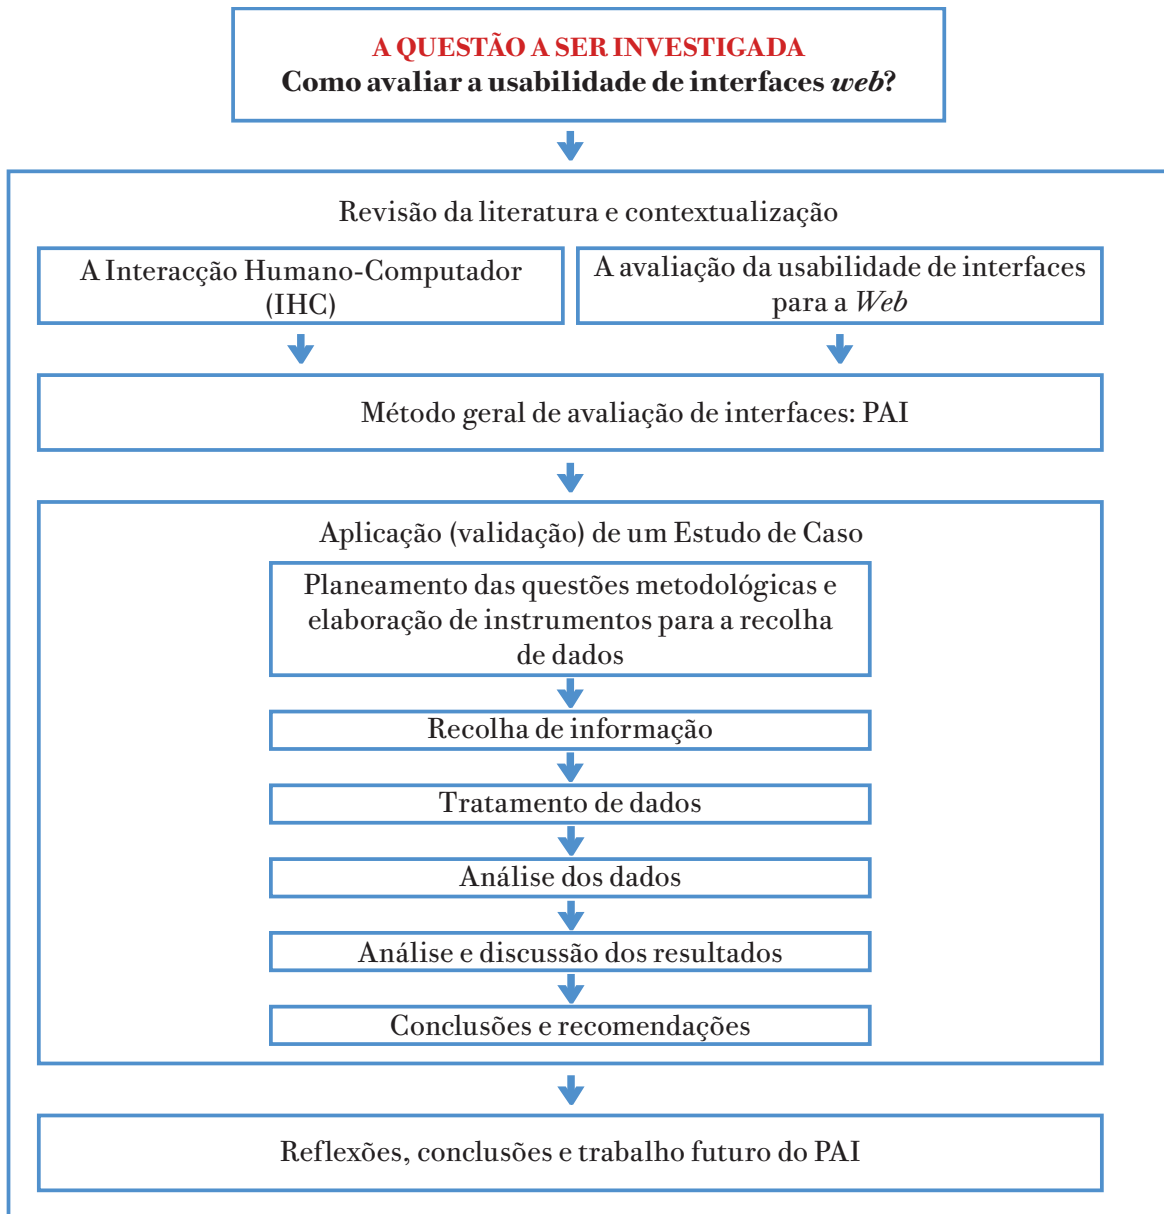 A QUESTÃO A SER INVESTIGADA
Como avaliar a usabilidade de interfaces web?
Revisão da literatura e contextualização
A Interacção Humano-Computador
(IHC)
A avaliação da usabilidade de interfaces
para a Web
Método geral de avaliação de interfaces: PAI
Aplicação (validação) de um Estudo de Caso
Planeamento das questões metodológicas e
elaboração de instrumentos para a recolha
de dados
Recolha de informação
Tratamento de dados
Análise dos dados
Análise e discussão dos resultados
Conclusões e recomendações
Reflexões, conclusões e trabalho futuro do PAI